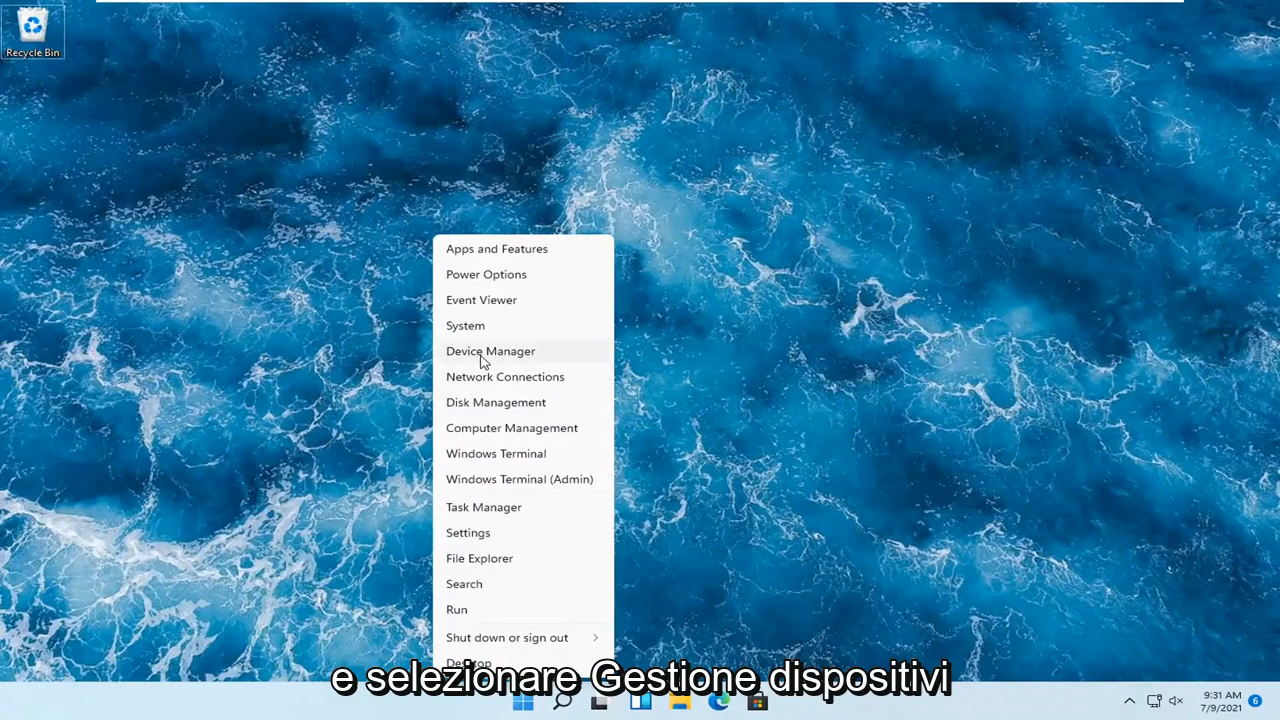 Recycle Bin
Apps and Features
Power Options
Event Viewer
System
Device Manager
Network Connections
Disk Management
Computer Management
Windows Terminal
Windows Terminal (Admin)
Task Manager
Settings
File Explorer
Search
Run
Shut down or sign out
Desktop
e selezionare Gestione dispositivi
9:31 AM
7/9/2021
6